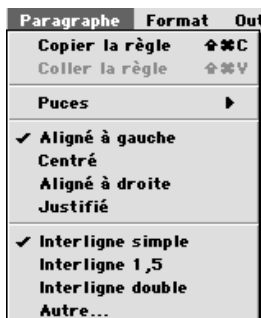 Paragraphe Format Out
Copier la règle ⇧⌘C
Coller la règle ⇧⌘V
Puces ▶
✓ Aligné à gauche
Centré
Aligné à droite
Justifié
✓ Interligne simple
Interligne 1,5
Interligne double
Autre...